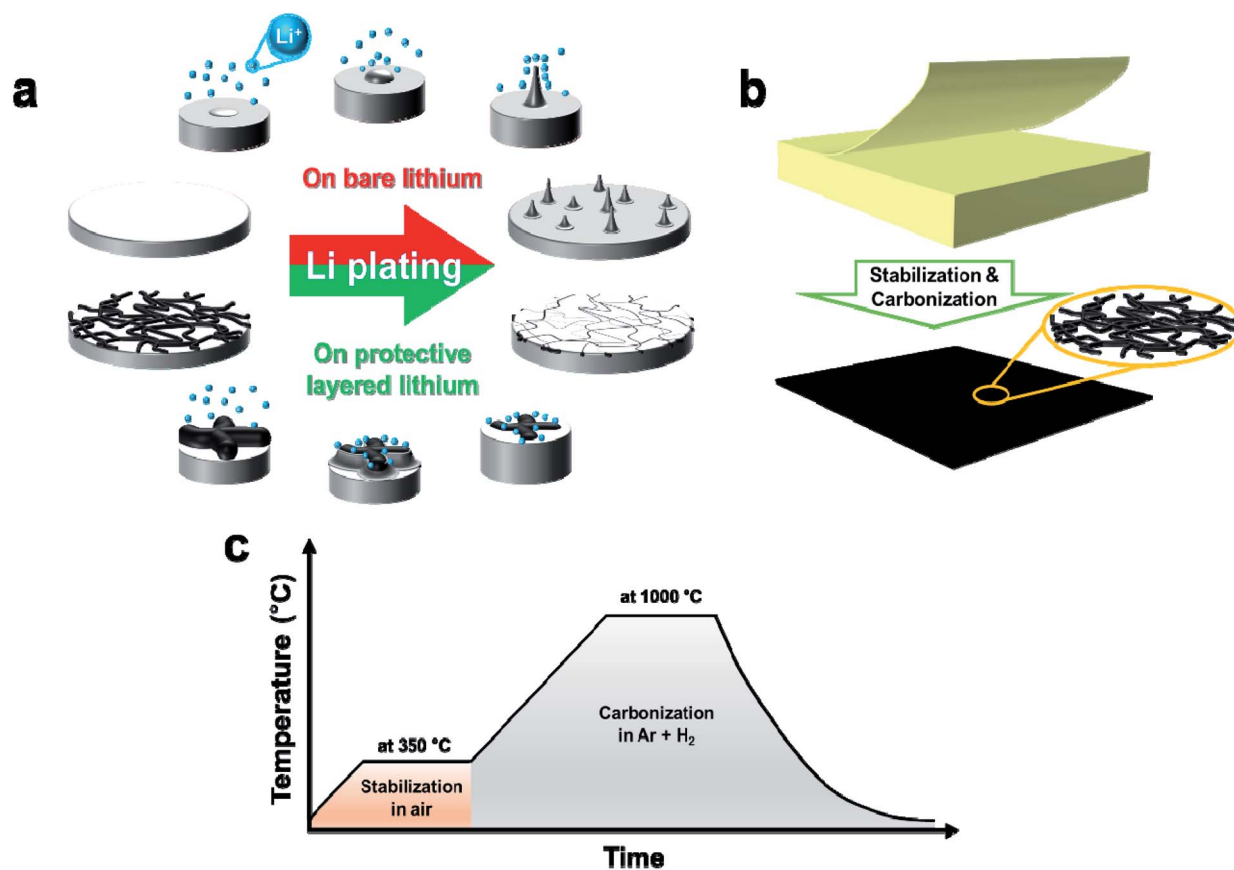 a
Li⁺
On bare lithium
Li plating
On protective
layered lithium
b
Stabilization &
Carbonization
c
Temperature (°C)
at 350 °C
Stabilization
in air
at 1000 °C
Carbonization
in Ar + H₂
Time